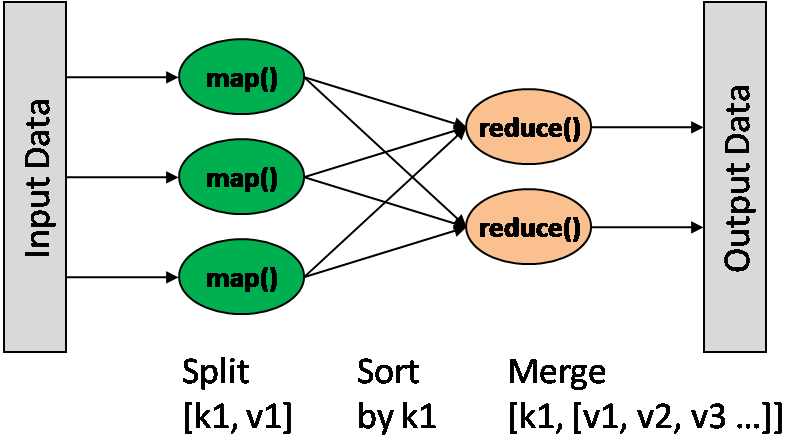 Input Data
map()
map()
map()
reduce()
reduce()
Output Data
Split
[k1, v1]
Sort
by k1
Merge
[k1, [v1, v2, v3 …]]